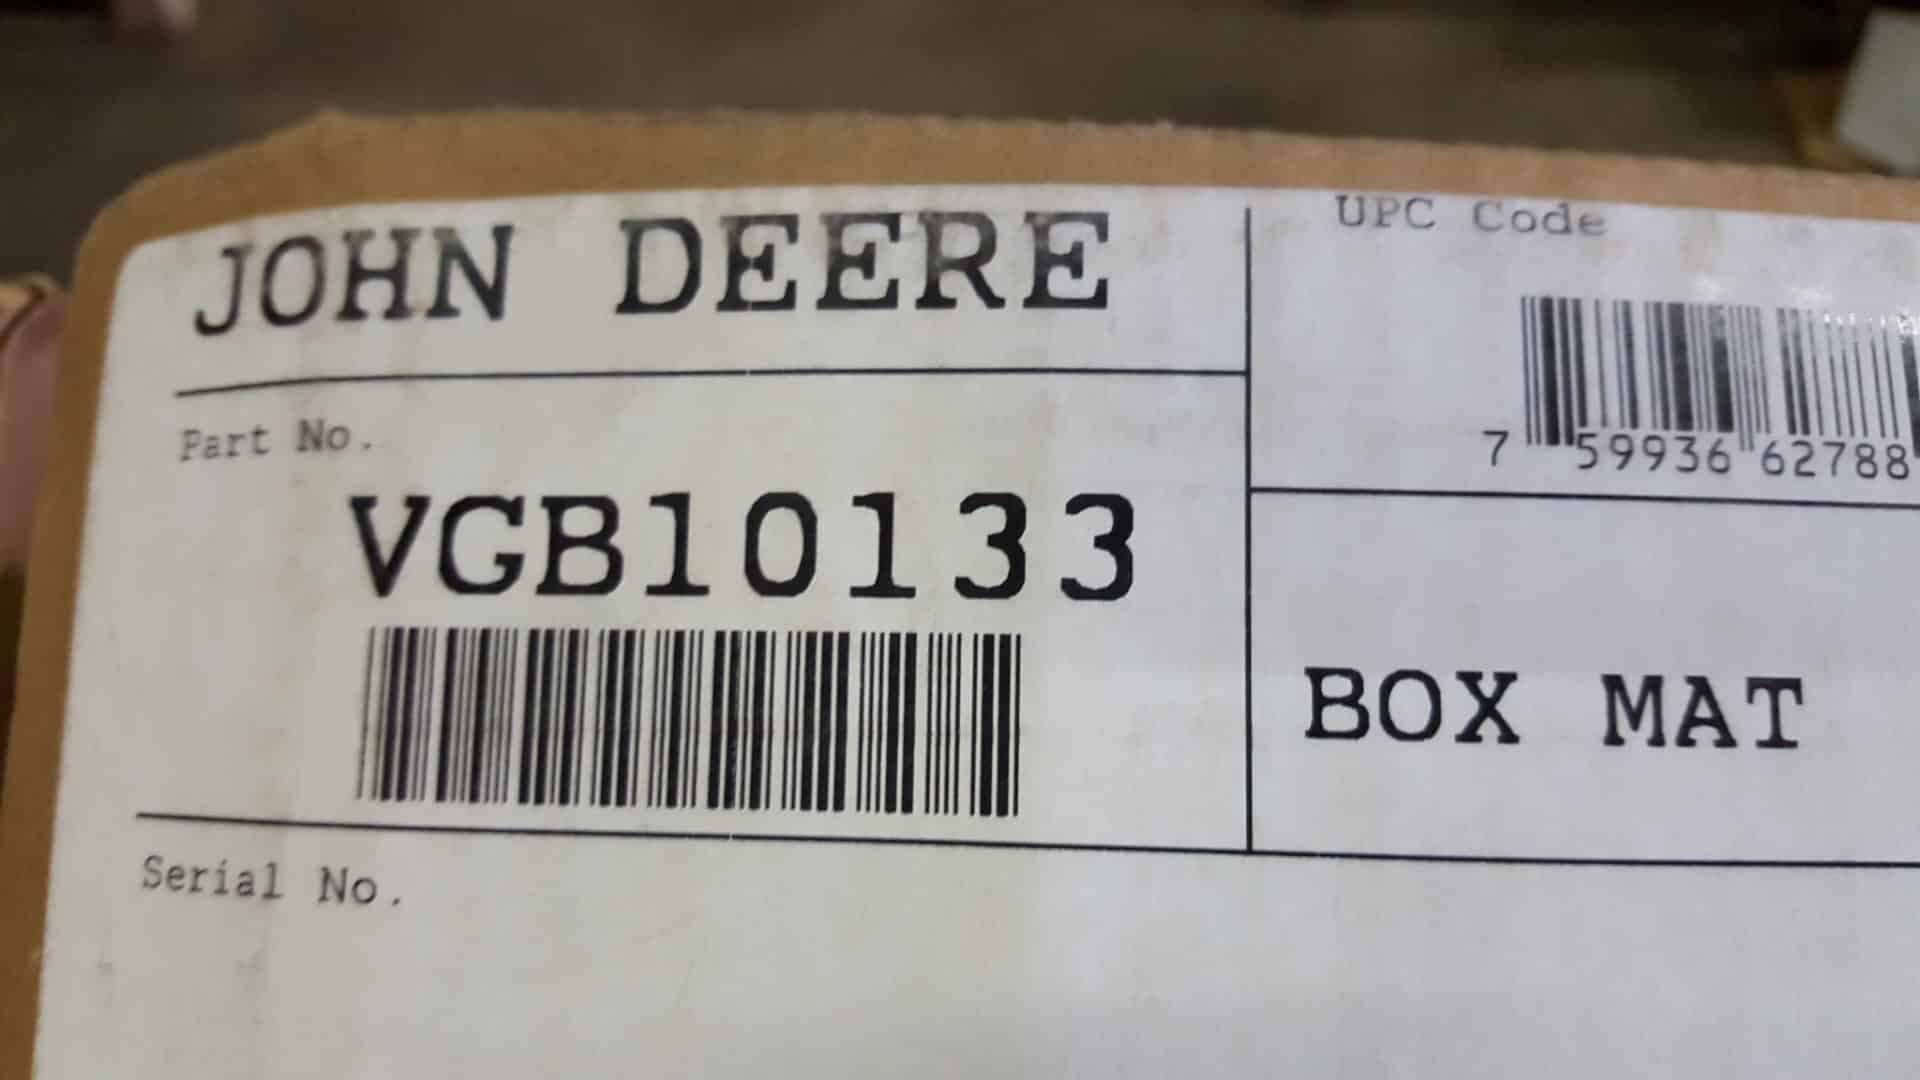 JOHN DEERE
Part No.
VGB10133
Serial No.
UPC Code
7 59936 62788
BOX MAT